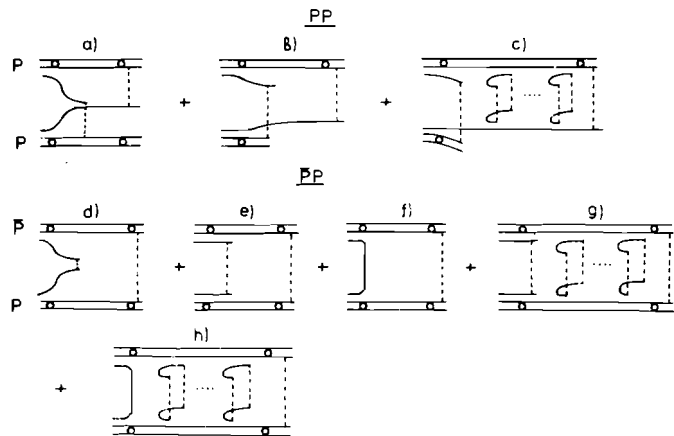 PP
a) в) c)
P
+ +
P
P̄P
d) e) f) g)
P̄
+ + +
P
h)
+